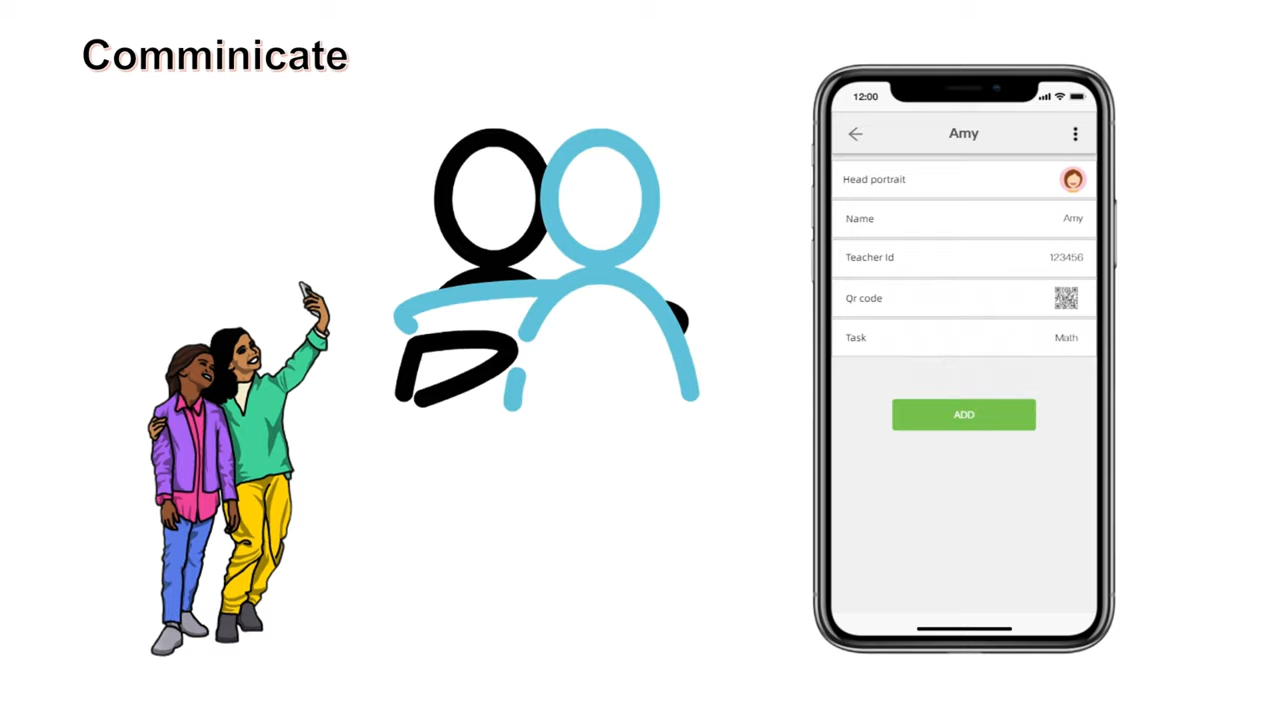 Comminicate
12:00
Amy
Head portrait
Name Amy
Teacher Id 123456
Qr code
Task Math
ADD